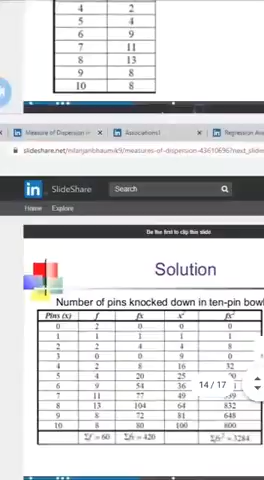 4 2
5 4
6 9
7 11
8 13
9 8
10 8
Measure of Dispersion
Associations1
Regression Ana
slideshare.net/nilanjanbhaumik9/measures-of-dispersion-43610696?next_slide
in SlideShare Search
Home Explore
Be the first to clip this slide
Solution
Number of pins knocked down in ten-pin bowl
Pins (x) f fx x² fx²
0 2 0 0 0
1 1 1 1 1
2 2 4 4 8
3 0 0 9 0
4 2 8 16 32
5 4 20 25
6 9 54 36
7 11 77 49
8 13 104 64 832
9 8 72 81 648
10 8 80 100 800
Σf = 60 Σfx = 420 Σfx² = 3284
14 / 17